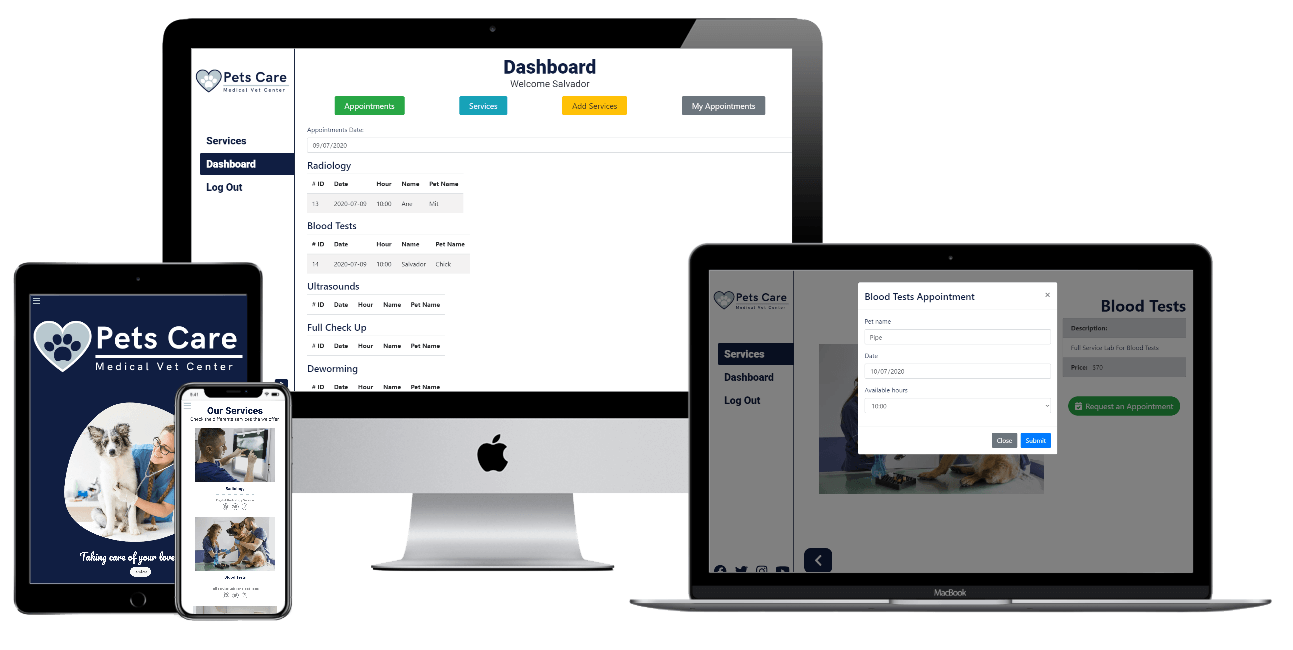 Pets Care
Medical Vet Center
Services
Dashboard
Log Out
Dashboard
Welcome Salvador
Appointments
Services
Add Services
My Appointments
Appointments Date:
09/07/2020
Radiology
# ID Date Hour Name Pet Name
13 2020-07-09 10:00 Ane Mit
Blood Tests
# ID Date Hour Name Pet Name
14 2020-07-09 10:00 Salvador Chick
Ultrasounds
# ID Date Hour Name Pet Name
Full Check Up
# ID Date Hour Name Pet Name
Deworming
# ID Date Hour Name Pet Name
Pets Care
Medical Vet Center
Taking care of your love
Our Services
Radiology
Blood Tests
Pets Care
Medical Vet Center
Services
Dashboard
Log Out
Blood Tests Appointment
×
Pet name
Pipe
Date
10/07/2020
Available hours
10:00
Close
Submit
Blood Tests
Description:
Full Service Lab For Blood Tests
Price: 370
Request an Appointment
MacBook